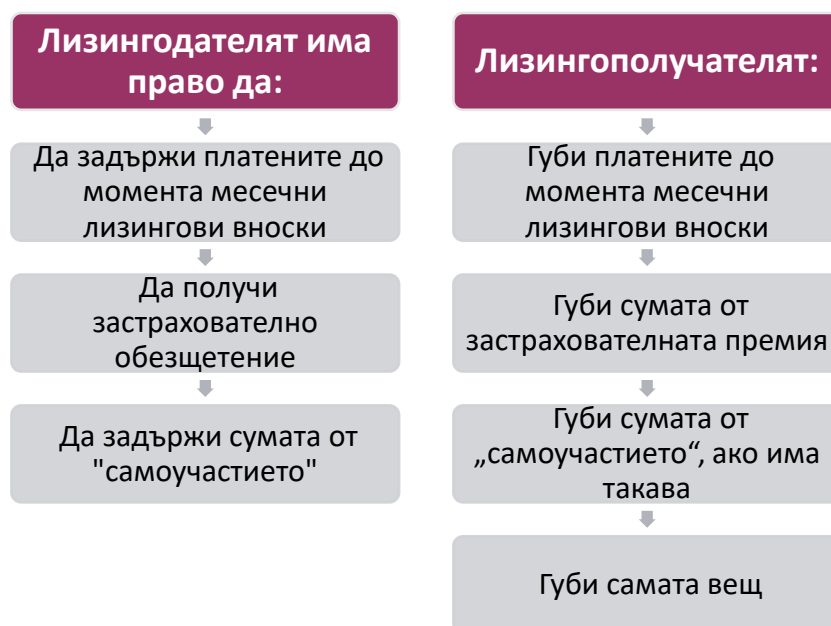 Лизингодателят има
право да:
Да задържи платените до
момента месечни
лизингови вноски
Да получи
застрахователно
обезщетение
Да задържи сумата от
"самоучастието"
Лизингополучателят:
Губи платените до
момента месечни
лизингови вноски
Губи сумата от
застрахователната премия
Губи сумата от
„самоучастието“, ако има
такава
Губи самата вещ